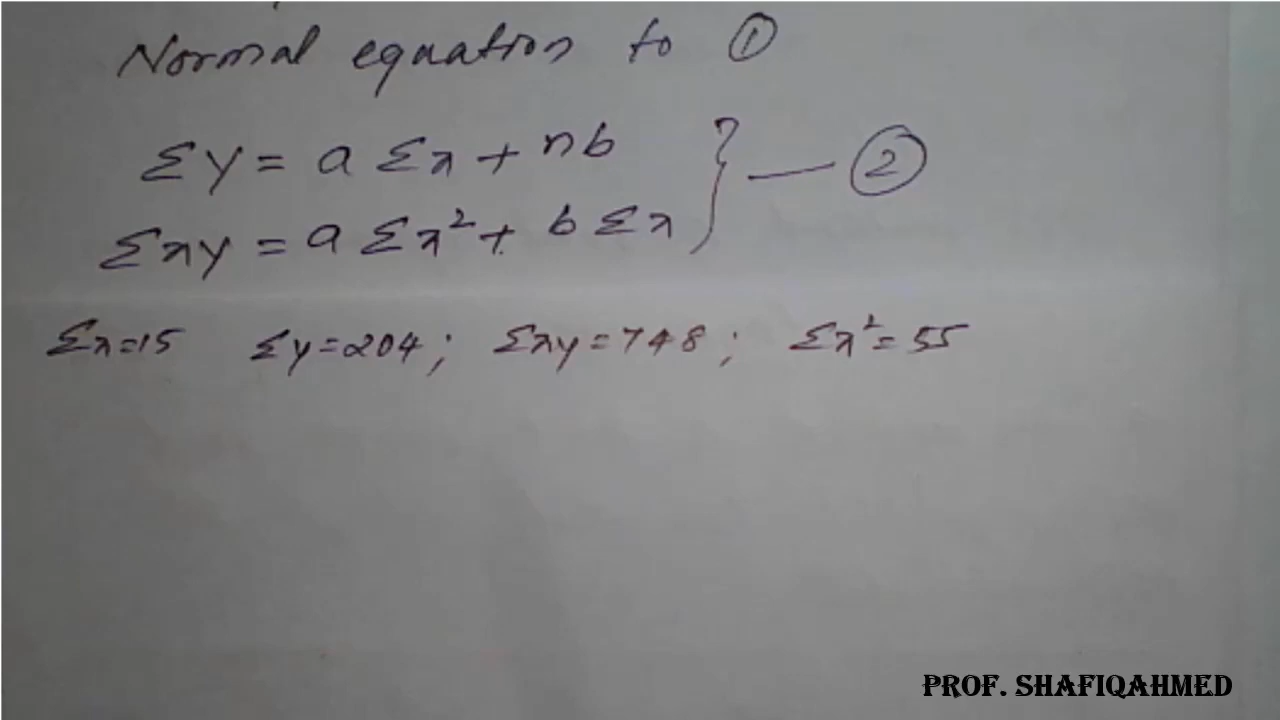 Normal equation to ①
Σy = a Σx + nb
Σxy = a Σx² + b Σx } — ②
Σx=15 Σy=204; Σxy=748; Σx²=55
PROF. SHAFIQAHMED